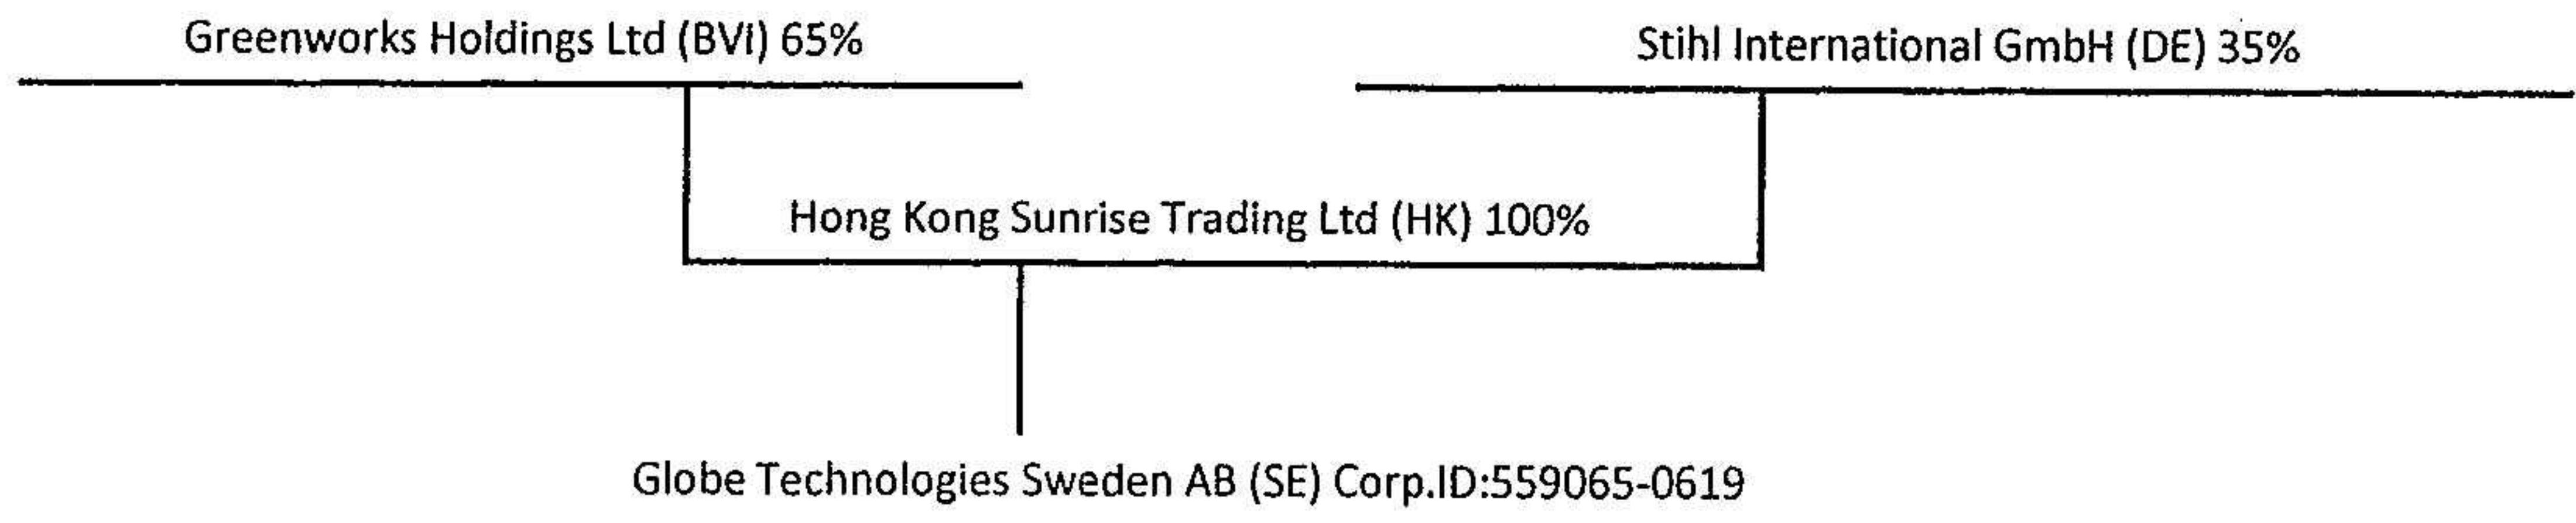 Greenworks Holdings Ltd (BVI) 65%
Stihl International GmbH (DE) 35%
Hong Kong Sunrise Trading Ltd (HK) 100%
Globe Technologies Sweden AB (SE) Corp.ID:559065-0619